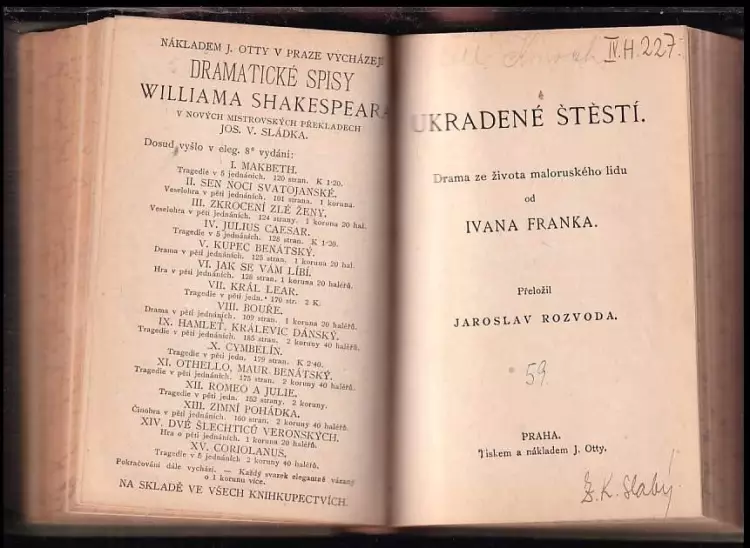 NÁKLADEM J. OTTY V PRAZE VYCHÁZEJÍ
DRAMATICKÉ SPISY
WILLIAMA SHAKESPEARA
V NOVÝCH MISTROVSKÝCH PŘEKLADECH
JOS. V. SLÁDKA.
Dosud vyšlo v eleg. 8° vydání:
I. MAKBETH.
Tragedie v 5 jednáních. 120 stran. K 1·20.
II. SEN NOCI SVATOJANSKÉ.
Veselohra v pěti jednáních. 101 strana. 1 koruna.
III. ZKROCENÍ ZLÉ ŽENY.
Veselohra v pěti jednáních. 124 strany. 1 koruna 20 hal.
IV. JULIUS CAESAR.
Tragedie v 5 jednáních. 128 stran. K 1·20.
V. KUPEC BENÁTSKÝ.
Drama v pěti jednáních. 125 stran. 1 koruna 20 hal.
VI. JAK SE VÁM LÍBÍ.
Hra v pěti jednáních. 126 stran. 1 koruna 20 haléřů.
VII. KRÁL LEAR.
Tragedie v pěti jedn. 170 str. 2 K.
VIII. BOUŘE.
Drama v pěti jednáních. 109 stran. 1 koruna 20 haléřů.
IX. HAMLET, KRÁLEVIC DÁNSKÝ.
Tragedie v pěti jednáních. 185 stran. 2 koruny 40 haléřů.
X. CYMBELÍN.
Tragedie v pěti jedn. 179 stran. K 2·40.
XI. OTHELLO, MAUR BENÁTSKÝ.
Tragedie v pěti jednáních. 175 stran. 2 koruny 40 haléřů.
XII. ROMEO A JULIE.
Tragedie v pěti jedn. 153 strany. 2 koruny.
XIII. ZIMNÍ POHÁDKA.
Činohra v pěti jednáních. 160 stran. 2 koruny 40 haléřů.
XIV. DVĚ ŠLECHTICŮ VERONSKÝCH.
Hra o pěti jednáních. 1 koruna 20 haléřů.
XV. CORIOLANUS.
Tragedie v 5 jednáních 2 koruny 40 haléřů.
Pokračování dále vychází. — Každý svazek elegantně vázaný
o 1 korunu více.
NA SKLADĚ VE VŠECH KNIHKUPECTVÍCH.
IV. H. 227.
UKRADENÉ ŠTĚSTÍ.
Drama ze života maloruského lidu
od
IVANA FRANKA.
Přeložil
JAROSLAV ROZVODA.
59.
PRAHA.
Tiskem a nákladem J. Otty.
Z. K. Slabý